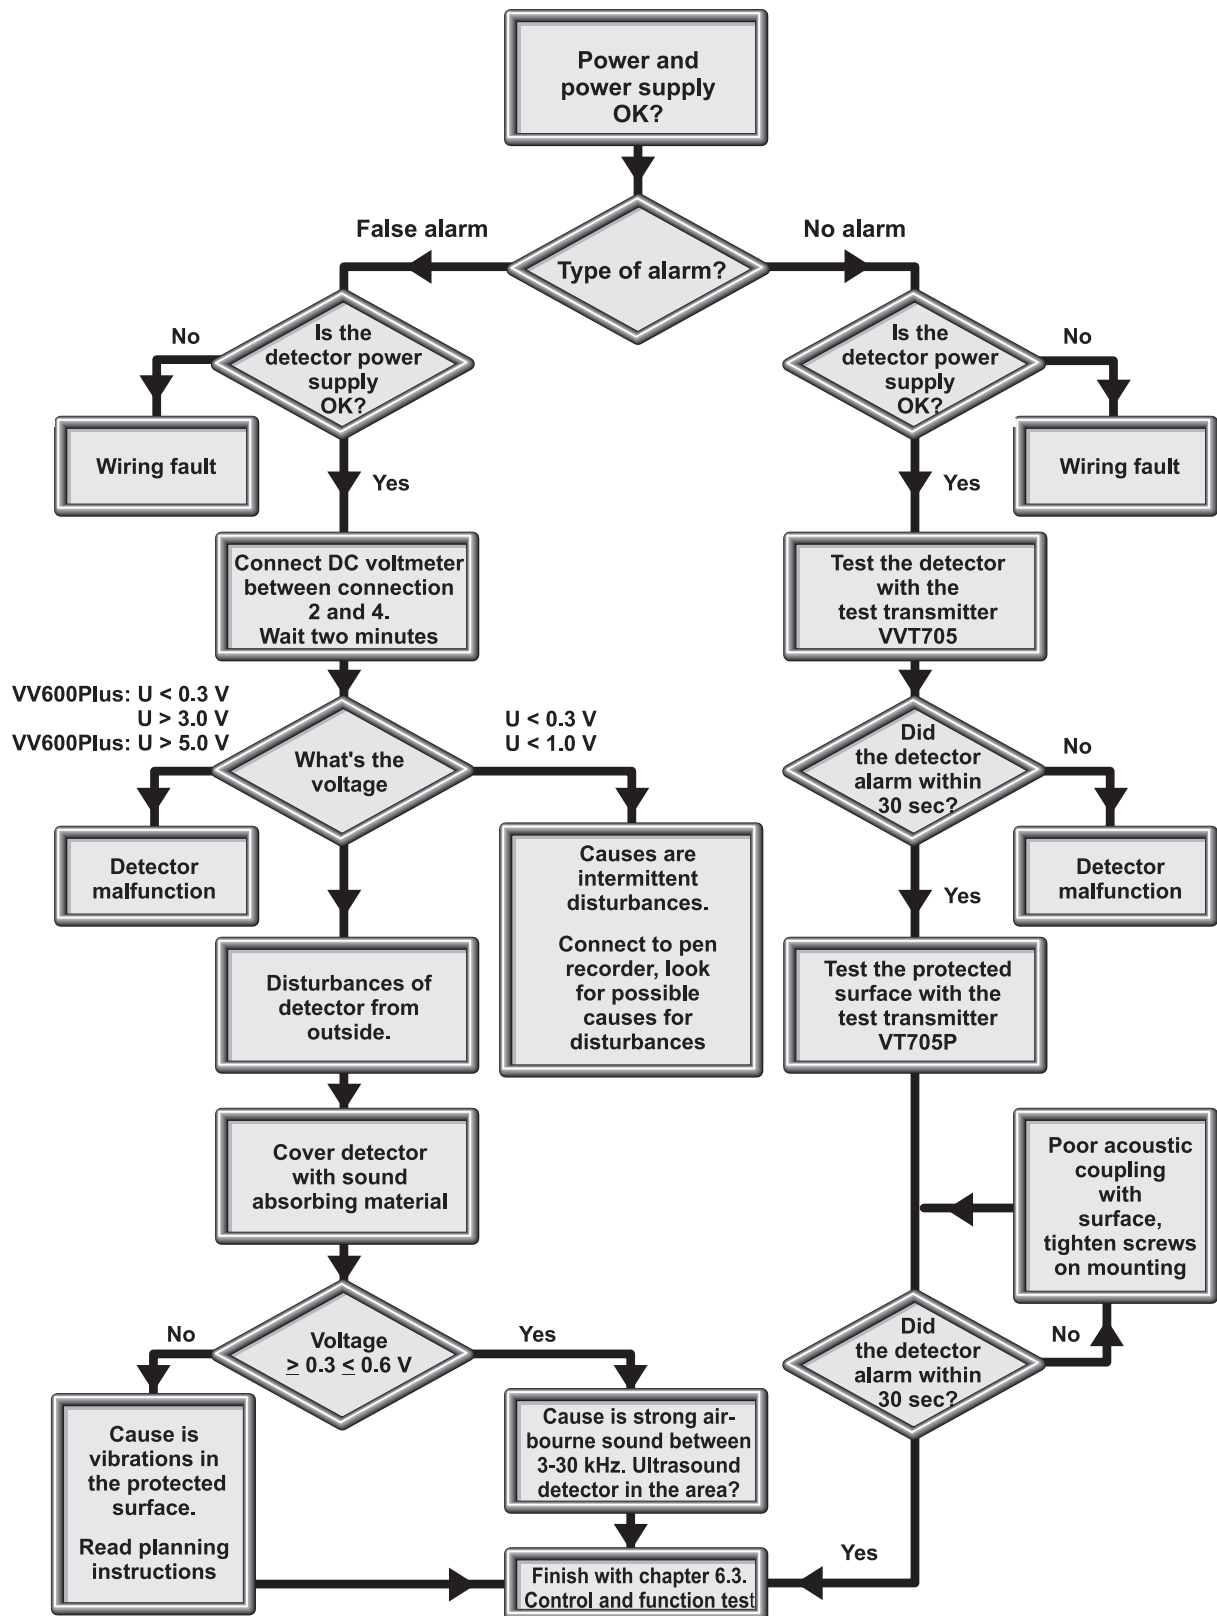 Power and
power supply
OK?
False alarm
No alarm
Type of alarm?
No
Is the
detector power
supply
OK?
Is the
detector power
supply
OK?
No
Wiring fault
Yes
Yes
Wiring fault
Connect DC voltmeter
between connection
2 and 4.
Wait two minutes
Test the detector
with the
test transmitter
VVT705
VV600Plus: U < 0.3 V
U > 3.0 V
VV600Plus: U > 5.0 V
U < 0.3 V
U < 1.0 V
What's the
voltage
Did
the detector
alarm within
30 sec?
No
Detector
malfunction
Causes are
intermittent
disturbances.
Connect to pen
recorder, look
for possible
causes for
disturbances
Yes
Detector
malfunction
Disturbances of
detector from
outside.
Test the protected
surface with the
test transmitter
VT705P
Cover detector
with sound
absorbing material
Poor acoustic
coupling
with
surface,
tighten screws
on mounting
No
Voltage
≥ 0.3 ≤ 0.6 V
Yes
Did
the detector
alarm within
30 sec?
No
Cause is
vibrations in
the protected
surface.
Read planning
instructions
Cause is strong air-
bourne sound between
3-30 kHz. Ultrasound
detector in the area?
Yes
Finish with chapter 6.3.
Control and function test